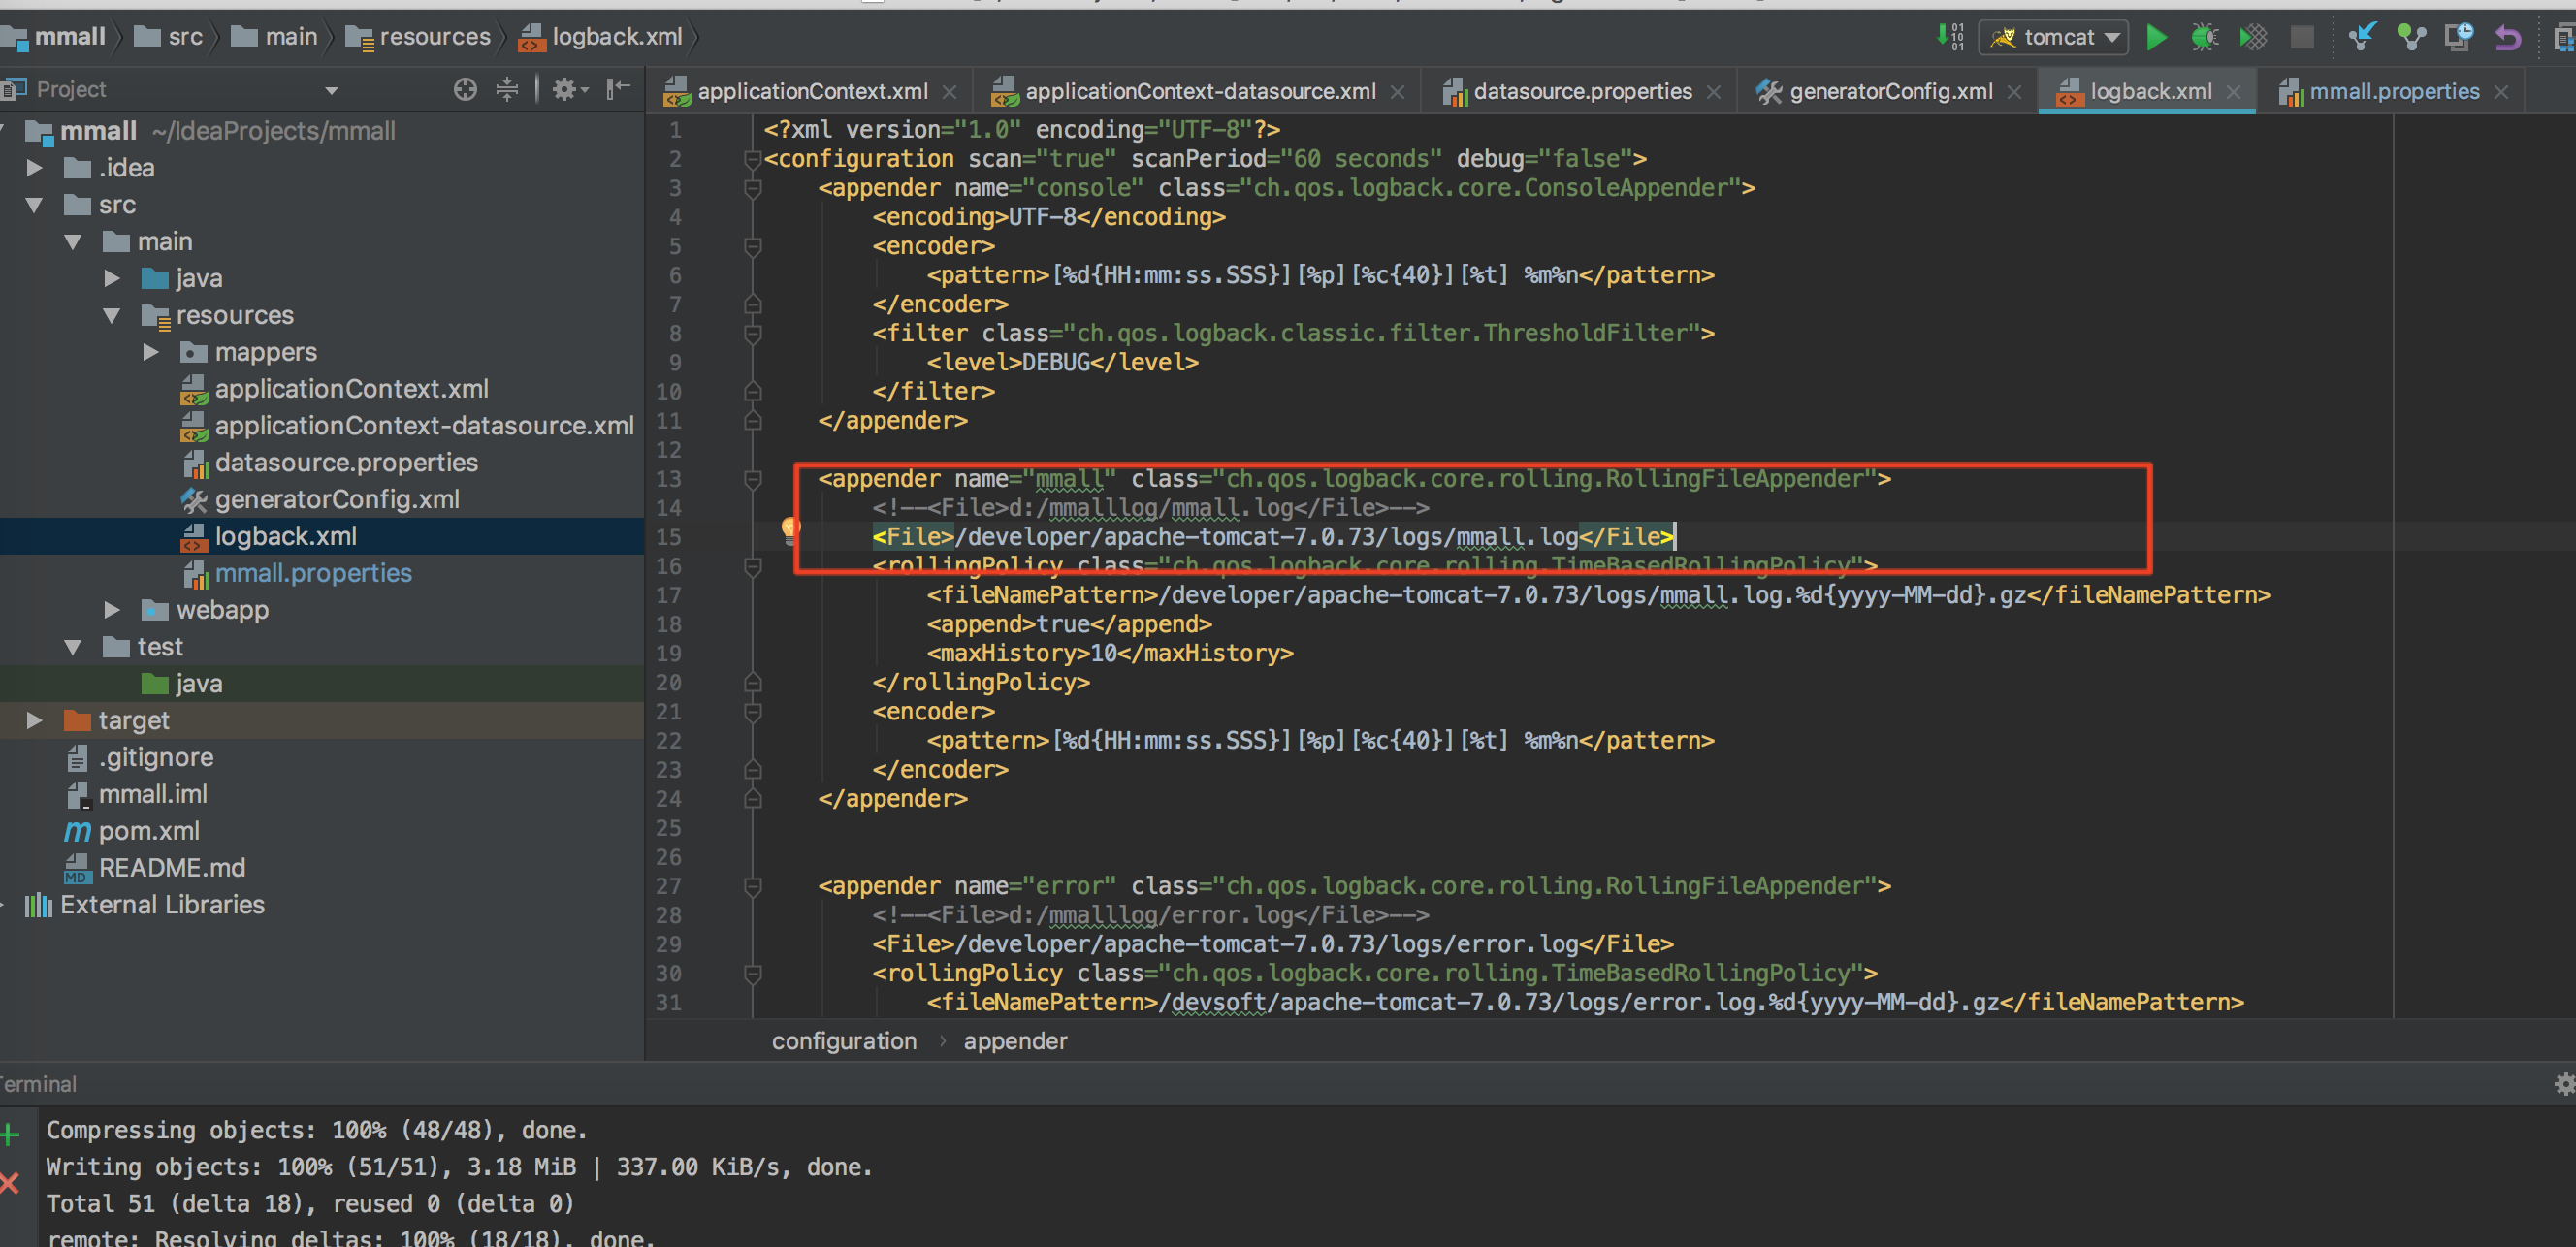 mmall src main resources logback.xml
tomcat
Project
applicationContext.xml applicationContext-datasource.xml datasource.properties generatorConfig.xml logback.xml mmall.properties
mmall ~/IdeaProjects/mmall
.idea
src
main
java
resources
mappers
applicationContext.xml
applicationContext-datasource.xml
datasource.properties
generatorConfig.xml
logback.xml
mmall.properties
webapp
test
java
target
.gitignore
mmall.iml
pom.xml
README.md
External Libraries
1 <?xml version="1.0" encoding="UTF-8"?>
2 <configuration scan="true" scanPeriod="60 seconds" debug="false">
3 <appender name="console" class="ch.qos.logback.core.ConsoleAppender">
4 <encoding>UTF-8</encoding>
5 <encoder>
6 <pattern>[%d{HH:mm:ss.SSS}][%p][%c{40}][%t] %m%n</pattern>
7 </encoder>
8 <filter class="ch.qos.logback.classic.filter.ThresholdFilter">
9 <level>DEBUG</level>
10 </filter>
11 </appender>
12
13 <appender name="mmall" class="ch.qos.logback.core.rolling.RollingFileAppender">
14 <!--<File>d:/mmalllog/mmall.log</File>-->
15 <File>/developer/apache-tomcat-7.0.73/logs/mmall.log</File>
16 <rollingPolicy class="ch.qos.logback.core.rolling.TimeBasedRollingPolicy">
17 <fileNamePattern>/developer/apache-tomcat-7.0.73/logs/mmall.log.%d{yyyy-MM-dd}.gz</fileNamePattern>
18 <append>true</append>
19 <maxHistory>10</maxHistory>
20 </rollingPolicy>
21 <encoder>
22 <pattern>[%d{HH:mm:ss.SSS}][%p][%c{40}][%t] %m%n</pattern>
23 </encoder>
24 </appender>
25
26
27 <appender name="error" class="ch.qos.logback.core.rolling.RollingFileAppender">
28 <!--<File>d:/mmalllog/error.log</File>-->
29 <File>/developer/apache-tomcat-7.0.73/logs/error.log</File>
30 <rollingPolicy class="ch.qos.logback.core.rolling.TimeBasedRollingPolicy">
31 <fileNamePattern>/devsoft/apache-tomcat-7.0.73/logs/error.log.%d{yyyy-MM-dd}.gz</fileNamePattern>
configuration › appender
Terminal
Compressing objects: 100% (48/48), done.
Writing objects: 100% (51/51), 3.18 MiB | 337.00 KiB/s, done.
Total 51 (delta 18), reused 0 (delta 0)
remote: Resolving deltas: 100% (18/18), done.